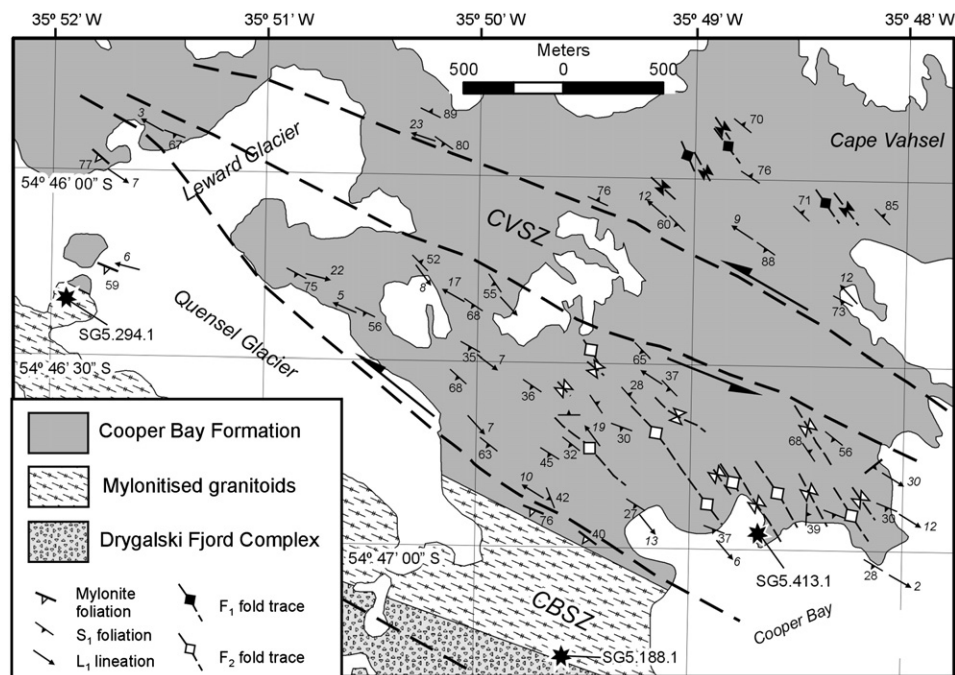 35° 52' W
35° 51' W
35° 50' W
35° 49' W
35° 48' W
Meters
500
0
500
89
23
80
70
Cape Vahsel
3
67
77
7
54º 46' 00" S
Leward Glacier
76
76
71
85
12
60
9
88
CVSZ
6
59
52
8
22
75
17
55
68
5
56
12
73
SG5.294.1
Quensel Glacier
35
7
65
54º 46' 30" S
68
36
28
37
7
19
30
68
56
63
45
32
10
42
30
76
27
40
13
37
6
39
30
12
54º 47' 00" S
SG5.413.1
28
2
Cooper Bay
CBSZ
SG5.188.1
Cooper Bay Formation
Mylonitised granitoids
Drygalski Fjord Complex
Mylonite foliation
S₁ foliation
L₁ lineation
F₁ fold trace
F₂ fold trace